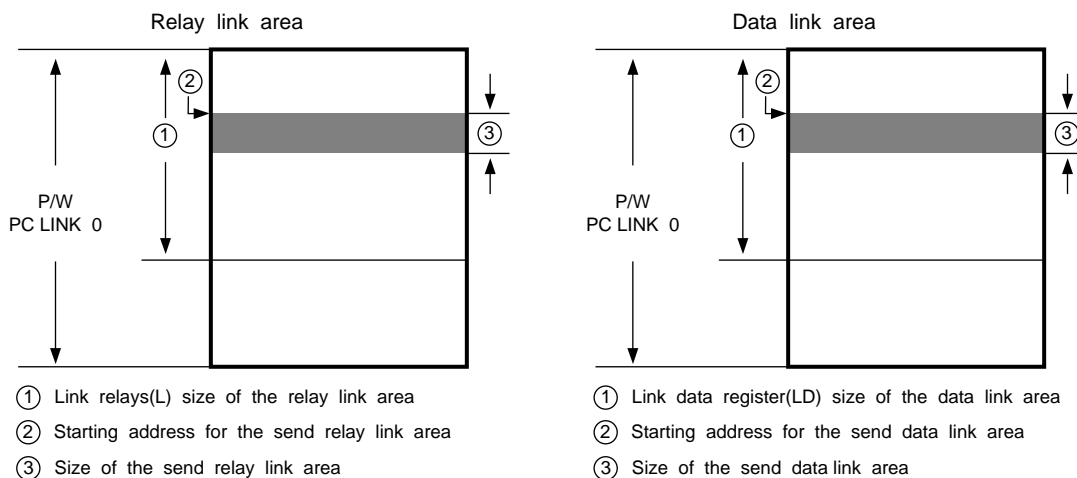 Relay link area
②
①
③
P/W
PC LINK 0
① Link relays(L) size of the relay link area
② Starting address for the send relay link area
③ Size of the send relay link area
Data link area
②
①
③
P/W
PC LINK 0
① Link data register(LD) size of the data link area
② Starting address for the send data link area
③ Size of the send data link area